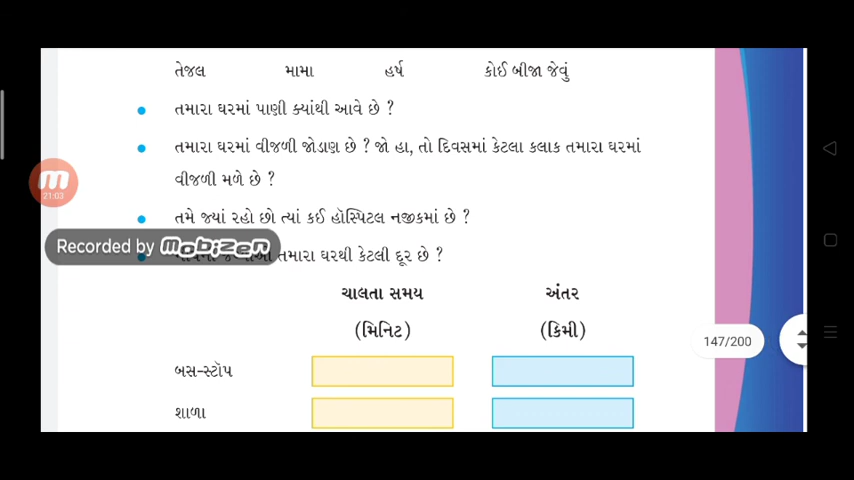 તેજલ મામા હર્ષ કોઈ બીજા જેવું
• તમારા ઘરમાં પાણી ક્યાંથી આવે છે ?
• તમારા ઘરમાં વીજળી જોડાણ છે ? જો હા, તો દિવસમાં કેટલા કલાક તમારા ઘરમાં
વીજળી મળે છે ?
21:03
• તમે જ્યાં રહો છો ત્યાં કઈ હૉસ્પિટલ નજીકમાં છે ?
Recorded by mobizen
તમારા ઘરથી કેટલી દૂર છે ?
ચાલતા સમય અંતર
(મિનિટ) (કિમી)
147/200
બસ-સ્ટૉપ
શાળા